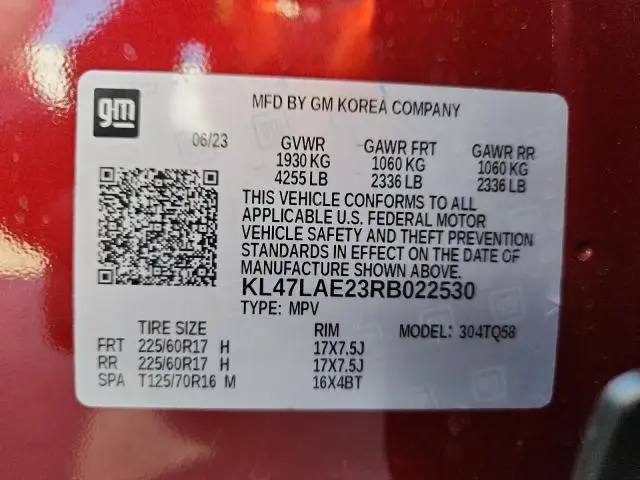 gm
MFD BY GM KOREA COMPANY
06/23 GVWR GAWR FRT GAWR RR
1930 KG 1060 KG 1060 KG
4255 LB 2336 LB 2336 LB
THIS VEHICLE CONFORMS TO ALL
APPLICABLE U.S. FEDERAL MOTOR
VEHICLE SAFETY AND THEFT PREVENTION
STANDARDS IN EFFECT ON THE DATE OF
MANUFACTURE SHOWN ABOVE.
KL47LAE23RB022530
TYPE: MPV
TIRE SIZE RIM MODEL: 304TQ58
FRT 225/60R17 H 17X7.5J
RR 225/60R17 H 17X7.5J
SPA T125/70R16 M 16X4BT